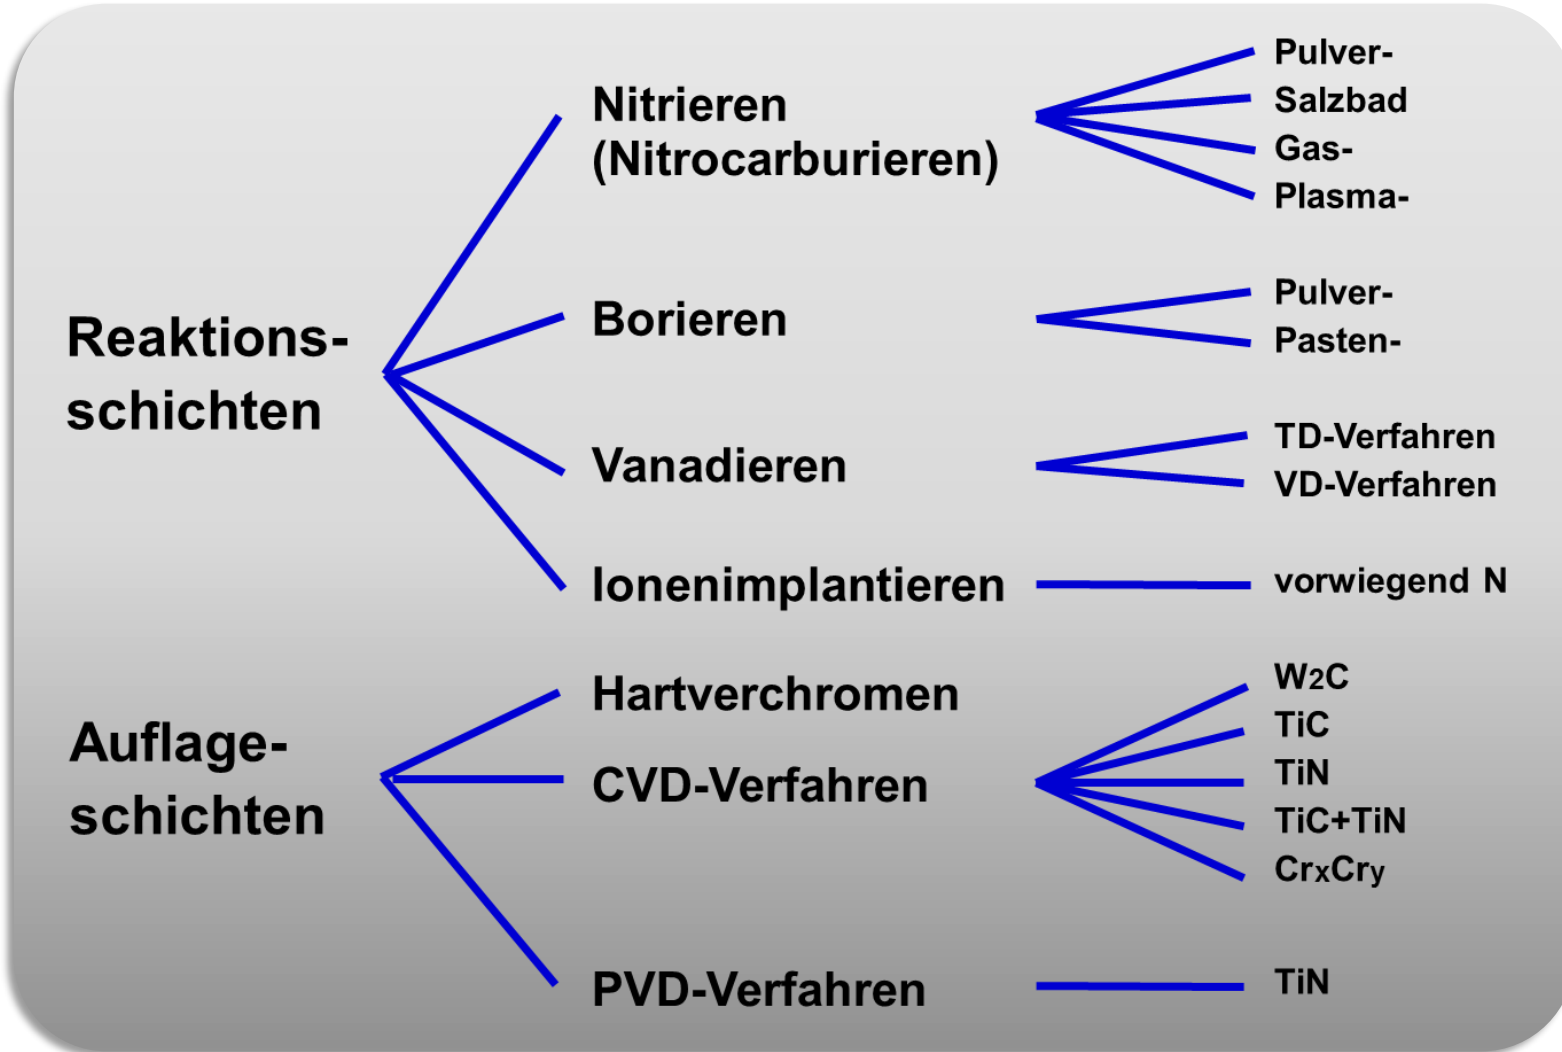 Reaktions-
schichten
Nitrieren
(Nitrocarburieren)
Pulver-
Salzbad
Gas-
Plasma-
Borieren
Pulver-
Pasten-
Vanadieren
TD-Verfahren
VD-Verfahren
Ionenimplantieren
vorwiegend N
Auflage-
schichten
Hartverchromen
CVD-Verfahren
W2C
TiC
TiN
TiC+TiN
CrxCry
PVD-Verfahren
TiN